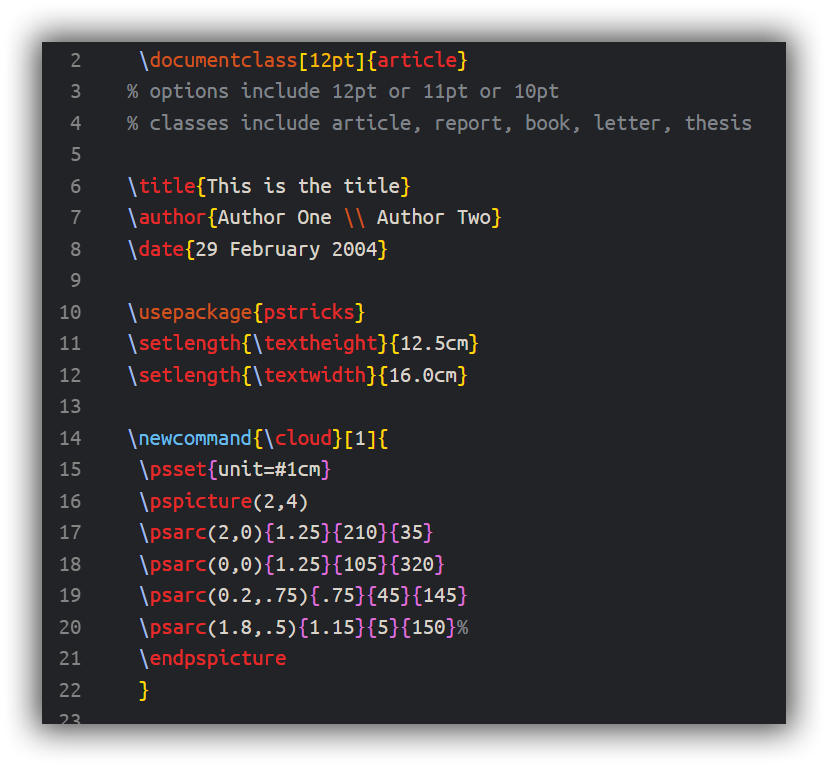 2 \documentclass[12pt]{article}
3 % options include 12pt or 11pt or 10pt
4 % classes include article, report, book, letter, thesis
5
6 \title{This is the title}
7 \author{Author One \\ Author Two}
8 \date{29 February 2004}
9
10 \usepackage{pstricks}
11 \setlength{\textheight}{12.5cm}
12 \setlength{\textwidth}{16.0cm}
13
14 \newcommand{\cloud}[1]{
15 \psset{unit=#1cm}
16 \pspicture(2,4)
17 \psarc(2,0){1.25}{210}{35}
18 \psarc(0,0){1.25}{105}{320}
19 \psarc(0.2,.75){.75}{45}{145}
20 \psarc(1.8,.5){1.15}{5}{150}%
21 \endpspicture
22 }
23